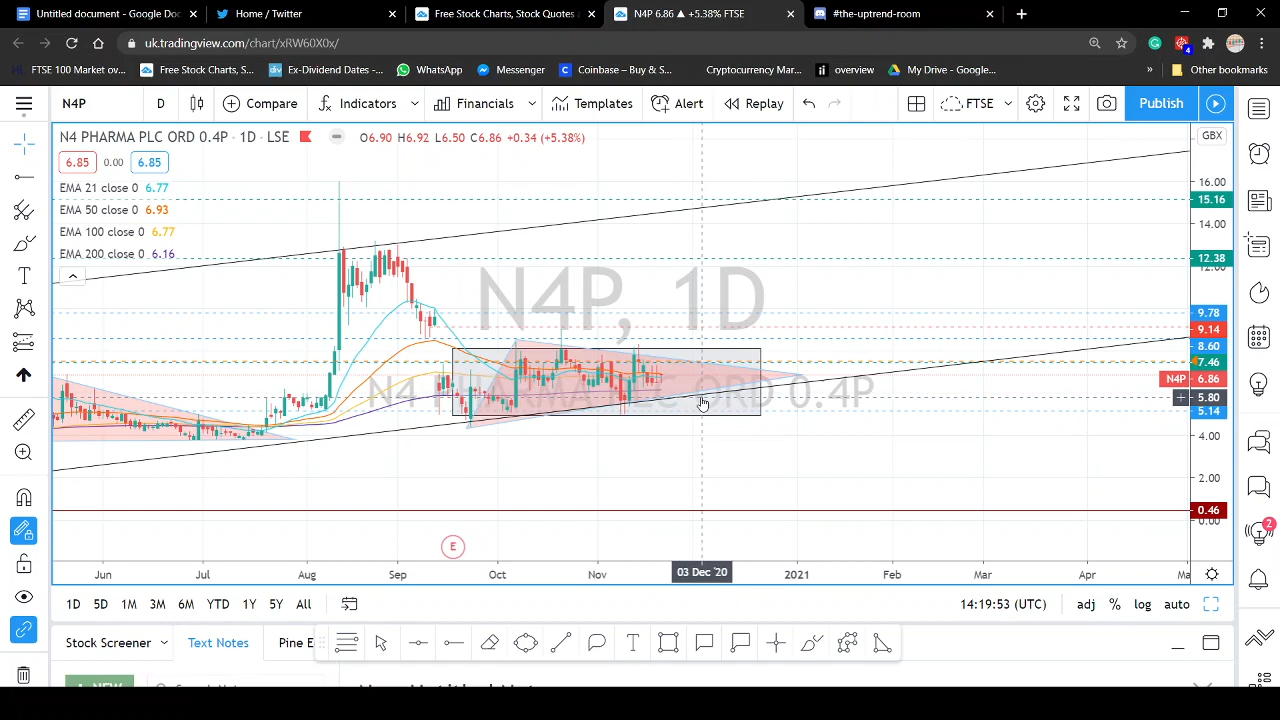 Untitled document - Google Doc
Home / Twitter
Free Stock Charts, Stock Quotes a
N4P 6.86 ▲ +5.38% FTSE
#the-uptrend-room
uk.tradingview.com/chart/xRW60X0x/
4
FTSE 100 Market ov...
Free Stock Charts, S...
Ex-Dividend Dates -...
WhatsApp
Messenger
Coinbase – Buy & S...
Cryptocurrency Mar...
overview
My Drive - Google...
»
Other bookmarks
N4P
D
Compare
Indicators
Financials
Templates
Alert
Replay
FTSE
Publish
N4 PHARMA PLC ORD 0.4P · 1D · LSE
O6.90 H6.92 L6.50 C6.86 +0.34 (+5.38%)
GBX
6.85 0.00 6.85
EMA 21 close 0 6.77
EMA 50 close 0 6.93
EMA 100 close 0 6.77
EMA 200 close 0 6.16
N4P, 1D
N4 PHARMA PLC ORD 0.4P
16.00
15.16
14.00
12.38
12.00
9.78
9.14
8.60
7.46
N4P 6.86
5.80
5.14
4.00
2.00
0.46
0.00
E
Jun Jul Aug Sep Oct Nov 03 Dec '20 2021 Feb Mar Apr Ma
1D 5D 1M 3M 6M YTD 1Y 5Y All
14:19:53 (UTC) adj % log auto
2
Stock Screener
Text Notes
Pine E
NEW